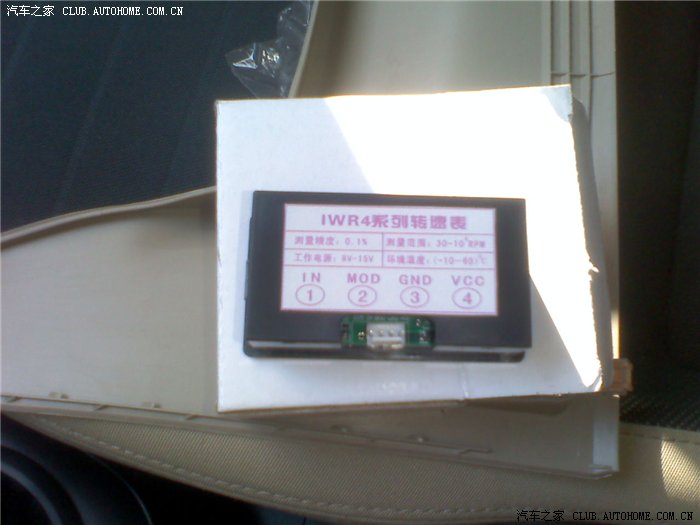 汽车之家 CLUB.AUTOHOME.COM.CN
IWR4系列转速表
测量精度: 0.1% 测量范围: 30-10⁵RPM
工作电源: 8V-15V 环境温度: (-10-60)℃
IN MOD GND VCC
1 2 3 4
汽车之家 CLUB.AUTOHOME.COM.CN